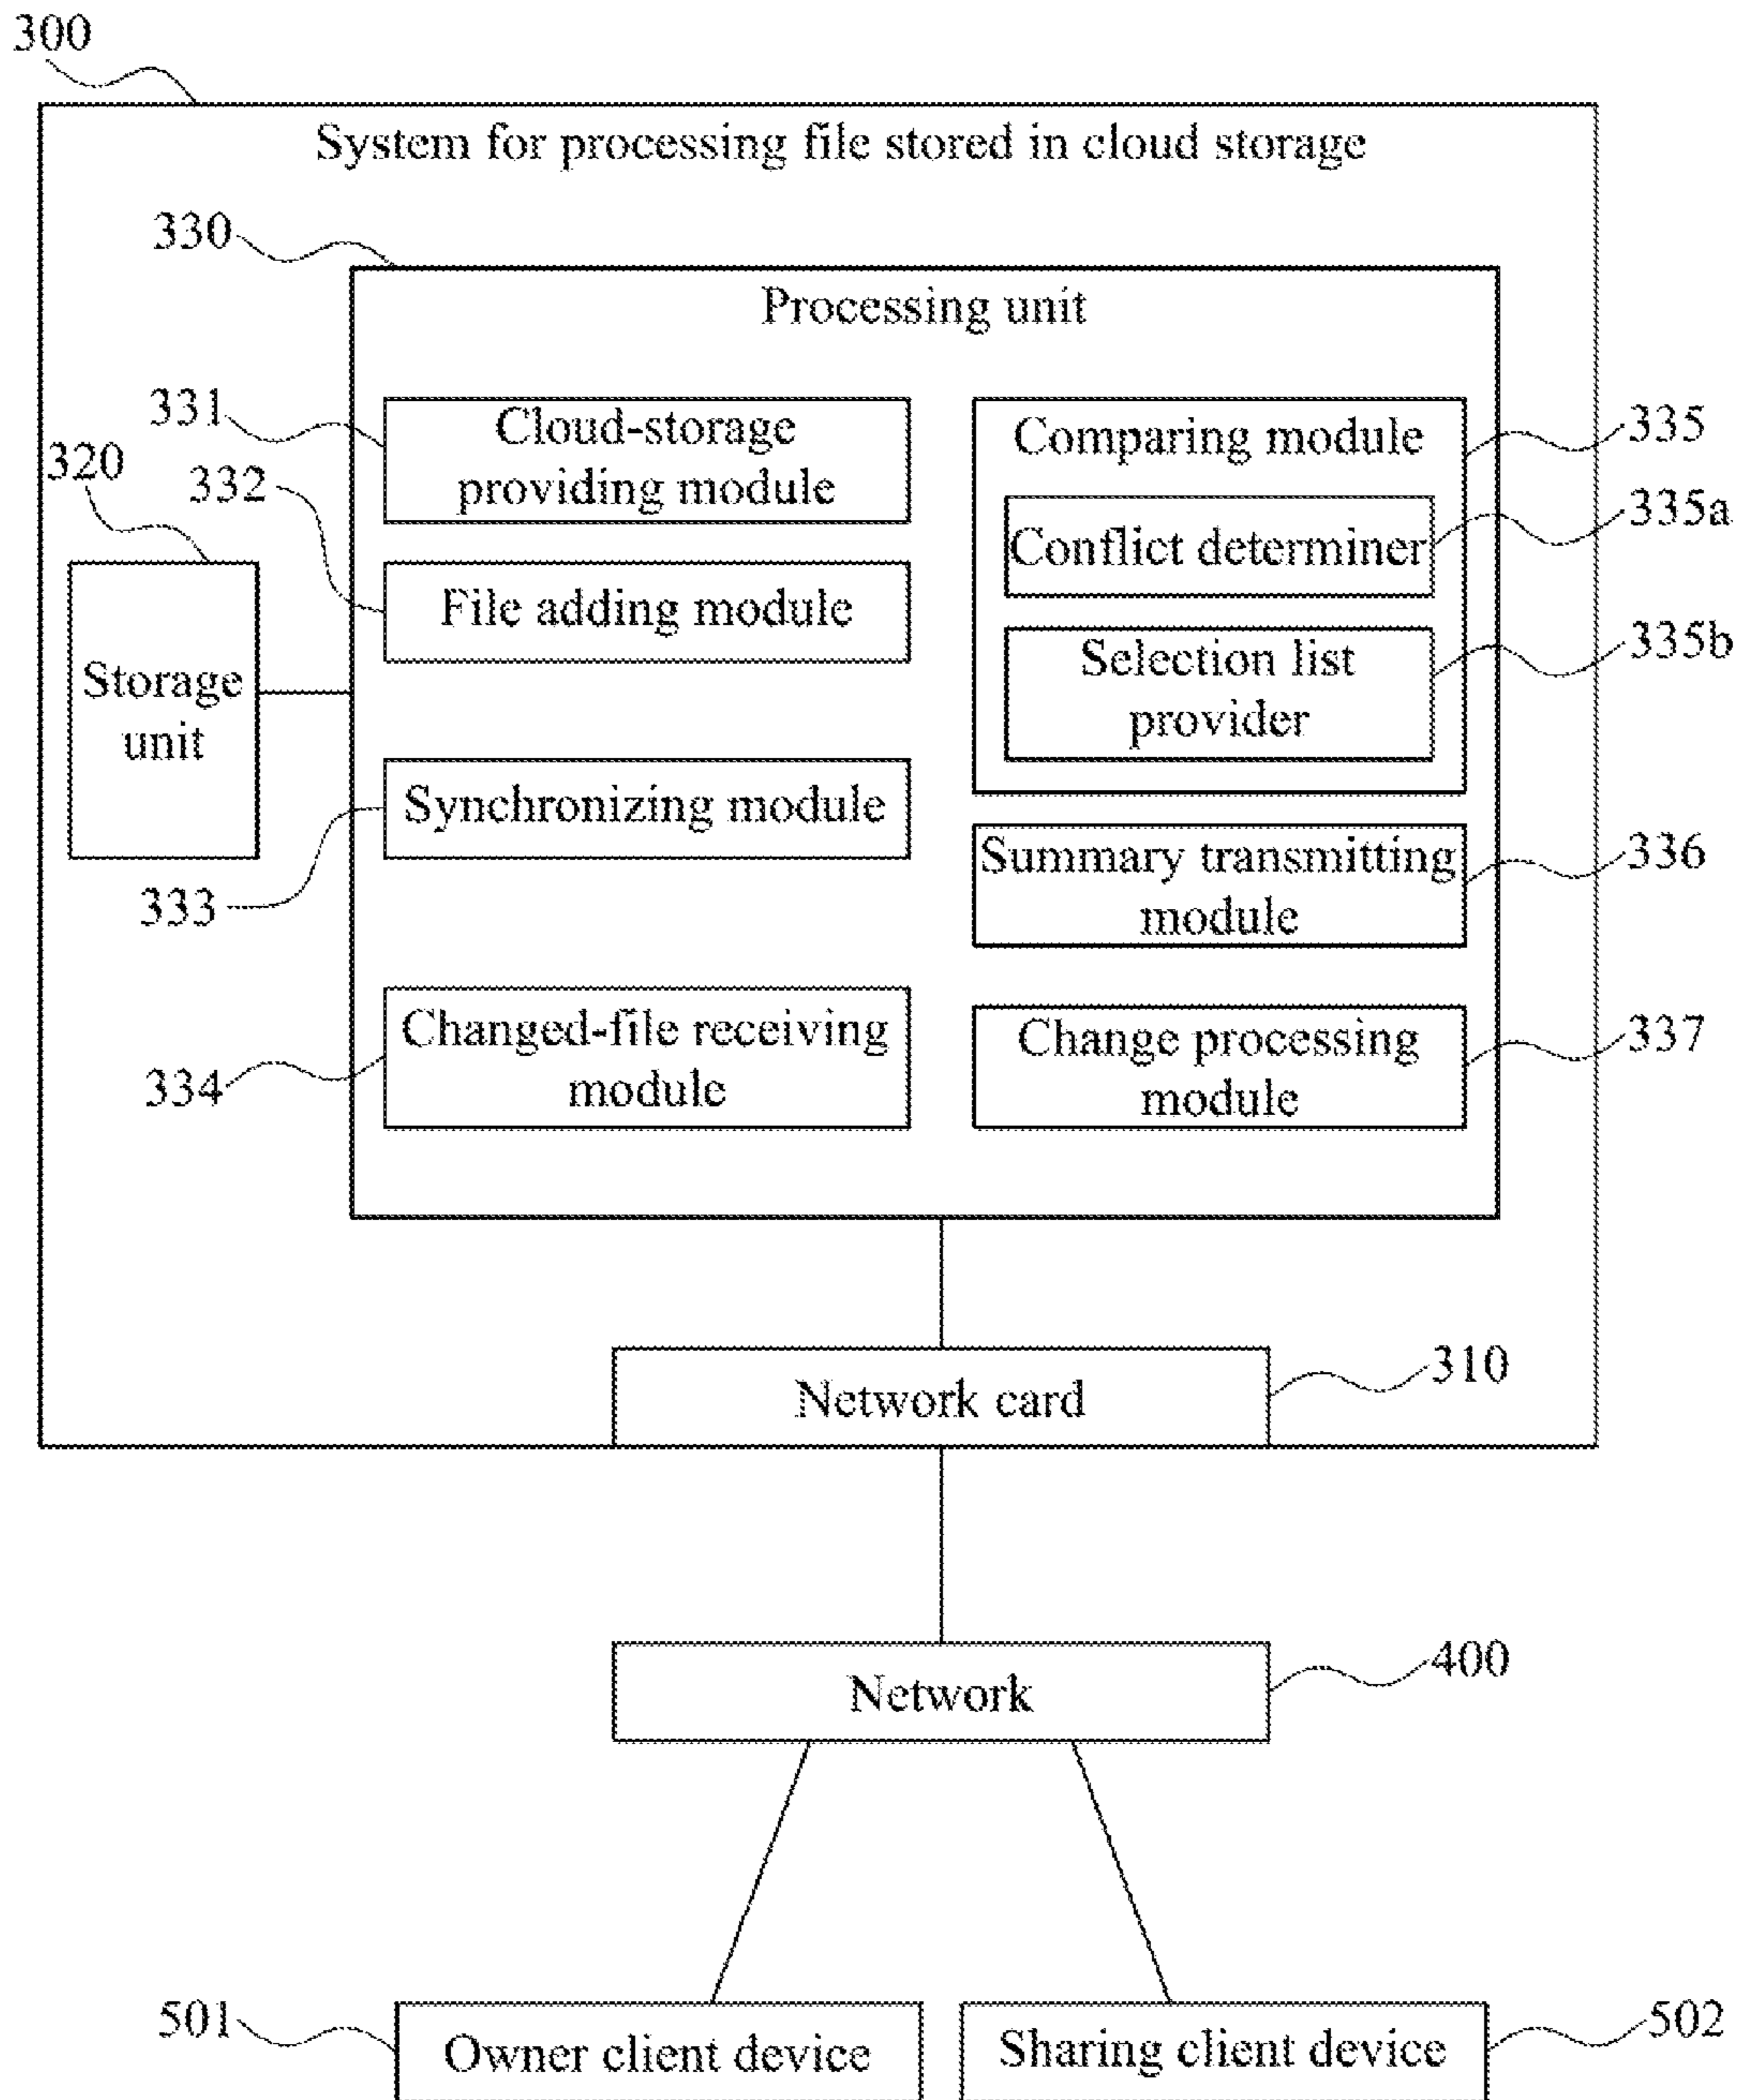 300
System for processing file stored in cloud storage
330
Processing unit
331
Cloud-storage
providing module
332
320
Storage
unit
File adding module
333
Synchronizing module
334
Changed-file receiving
module
Comparing module
335
Conflict determiner
335a
Selection list
provider
335b
Summary transmitting
module
336
Change processing
module
337
Network card
310
Network
400
501
Owner client device
Sharing client device
502